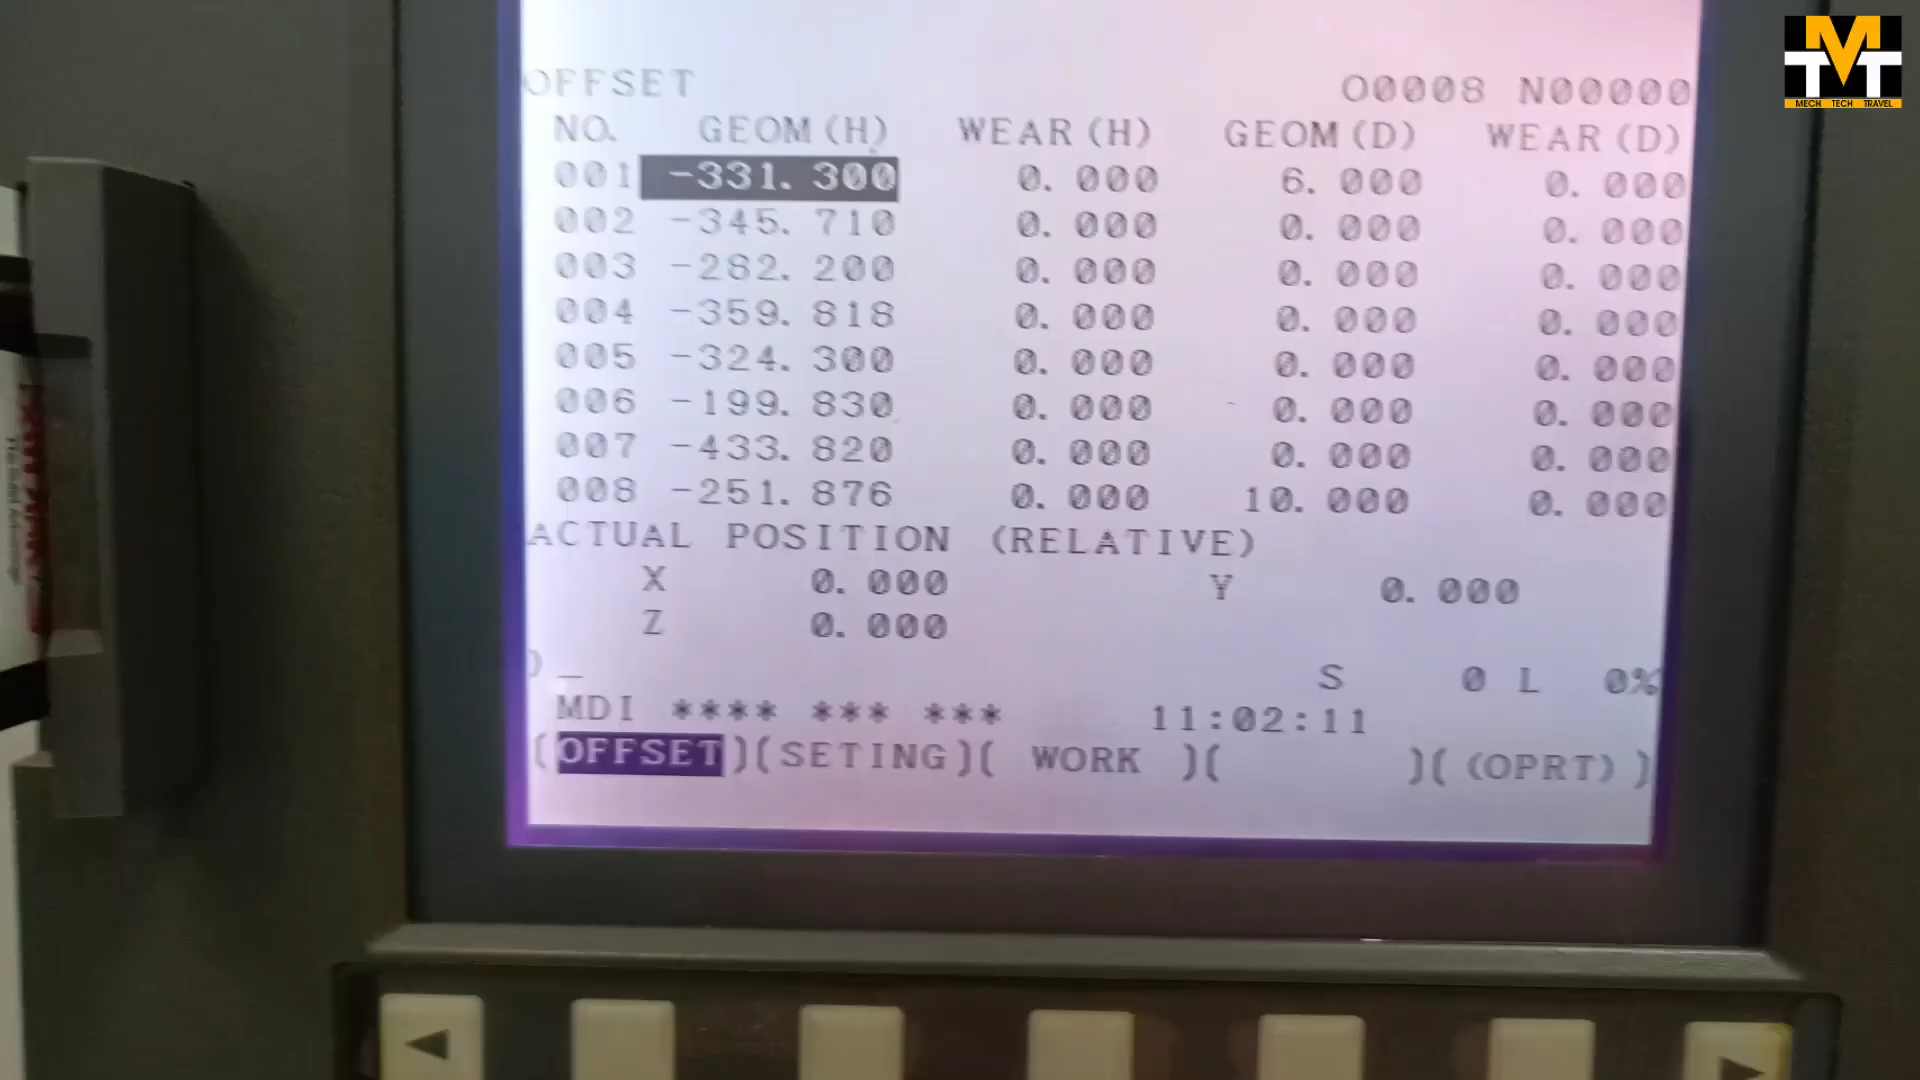 OFFSET O0008 N00000
NO. GEOM(H) WEAR(H) GEOM(D) WEAR(D)
001 -331.300 0.000 6.000 0.000
002 -345.710 0.000 0.000 0.000
003 -282.200 0.000 0.000 0.000
004 -359.818 0.000 0.000 0.000
005 -324.300 0.000 0.000 0.000
006 -199.830 0.000 0.000 0.000
007 -433.820 0.000 0.000 0.000
008 -251.876 0.000 10.000 0.000
ACTUAL POSITION (RELATIVE)
X 0.000 Y 0.000
Z 0.000
)_
S 0 L 0%
MDI **** *** *** 11:02:11
(OFFSET)(SETING)( WORK )( )((OPRT))
MTT
MECH TECH TRAVEL